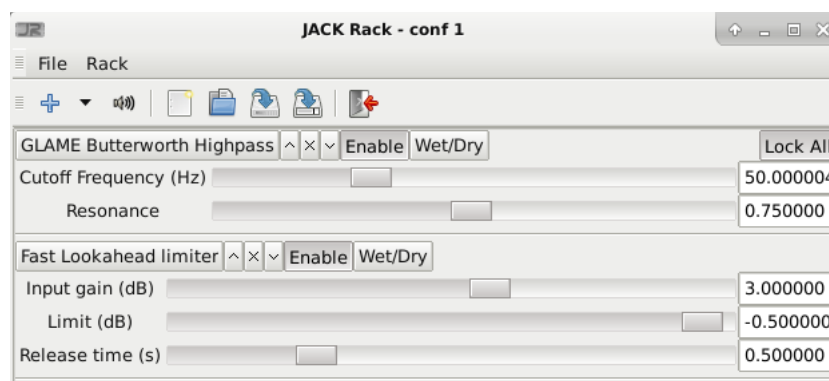 JR JACK Rack - conf 1
File Rack
GLAME Butterworth Highpass Enable Wet/Dry Lock All
Cutoff Frequency (Hz) 50.000004
Resonance 0.750000
Fast Lookahead limiter Enable Wet/Dry
Input gain (dB) 3.000000
Limit (dB) -0.500000
Release time (s) 0.500000